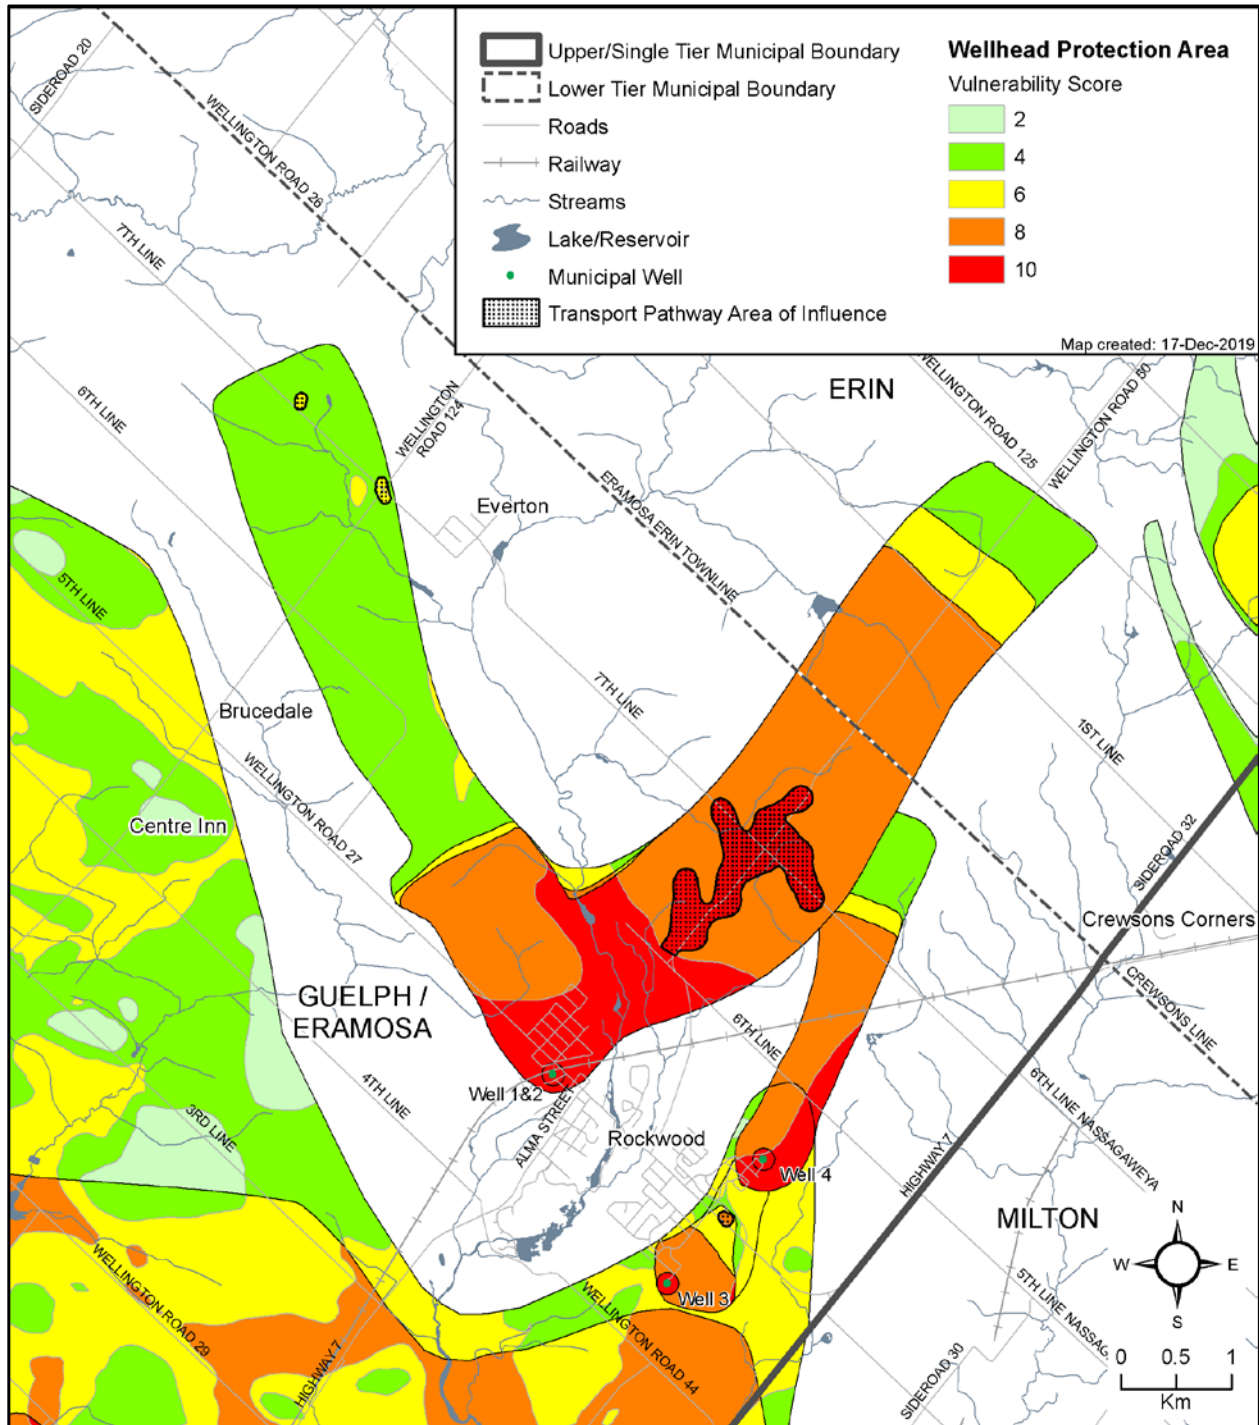 Upper/Single Tier Municipal Boundary
Lower Tier Municipal Boundary
Roads
Railway
Streams
Lake/Reservoir
Municipal Well
Transport Pathway Area of Influence
Wellhead Protection Area
Vulnerability Score
2
4
6
8
10
Map created: 17-Dec-2019
SIDEROAD 20
WELLINGTON ROAD 26
7TH LINE
6TH LINE
WELLINGTON
ROAD 124
ERIN
WELLINGTON ROAD 125
WELLINGTON ROAD 50
Everton
ERAMOSA ERIN TOWNLINE
5TH LINE
Brucedale
7TH LINE
1ST LINE
WELLINGTON ROAD 27
Centre Inn
SIDEROAD 32
Crewsons Corners
GUELPH /
ERAMOSA
CREWSONS LINE
6TH LINE
4TH LINE
3RD LINE
Well 1&2
ALMA STREET
Rockwood
Well 4
HIGHWAY 7
6TH LINE NASSAGAWEYA
MILTON
N
W
E
S
5TH LINE NASSAG
WELLINGTON ROAD 29
Well 3
WELLINGTON ROAD 44
HIGHWAY 7
SIDEROAD 30
0 0.5 1
Km